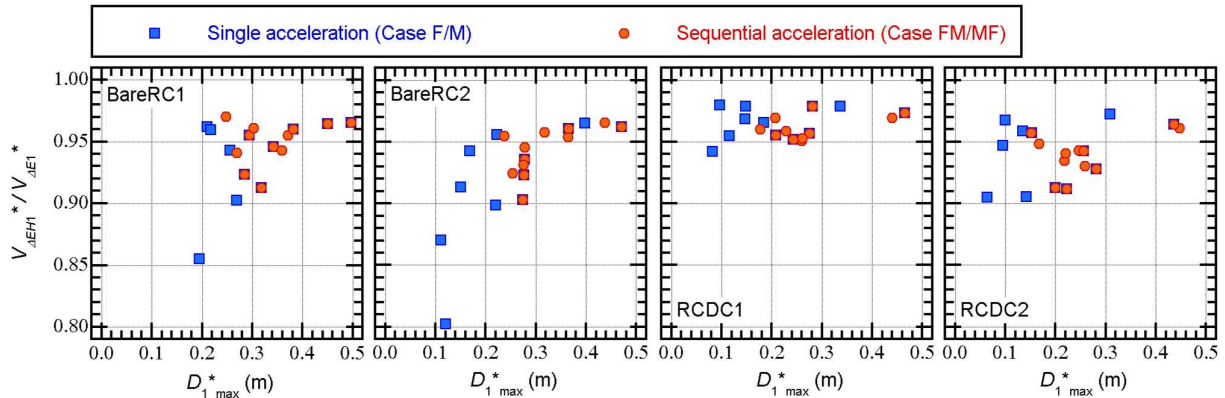 Single acceleration (Case F/M) Sequential acceleration (Case FM/MF)
BareRC1 BareRC2 RCDC1 RCDC2
V_ΔEH1* / V_ΔE1*
1.00
0.95
0.90
0.85
0.80
0.0 0.1 0.2 0.3 0.4 0.5
0.0 0.1 0.2 0.3 0.4 0.5
0.0 0.1 0.2 0.3 0.4 0.5
0.0 0.1 0.2 0.3 0.4 0.5
D_1*_max (m)
D_1*_max (m)
D_1*_max (m)
D_1*_max (m)